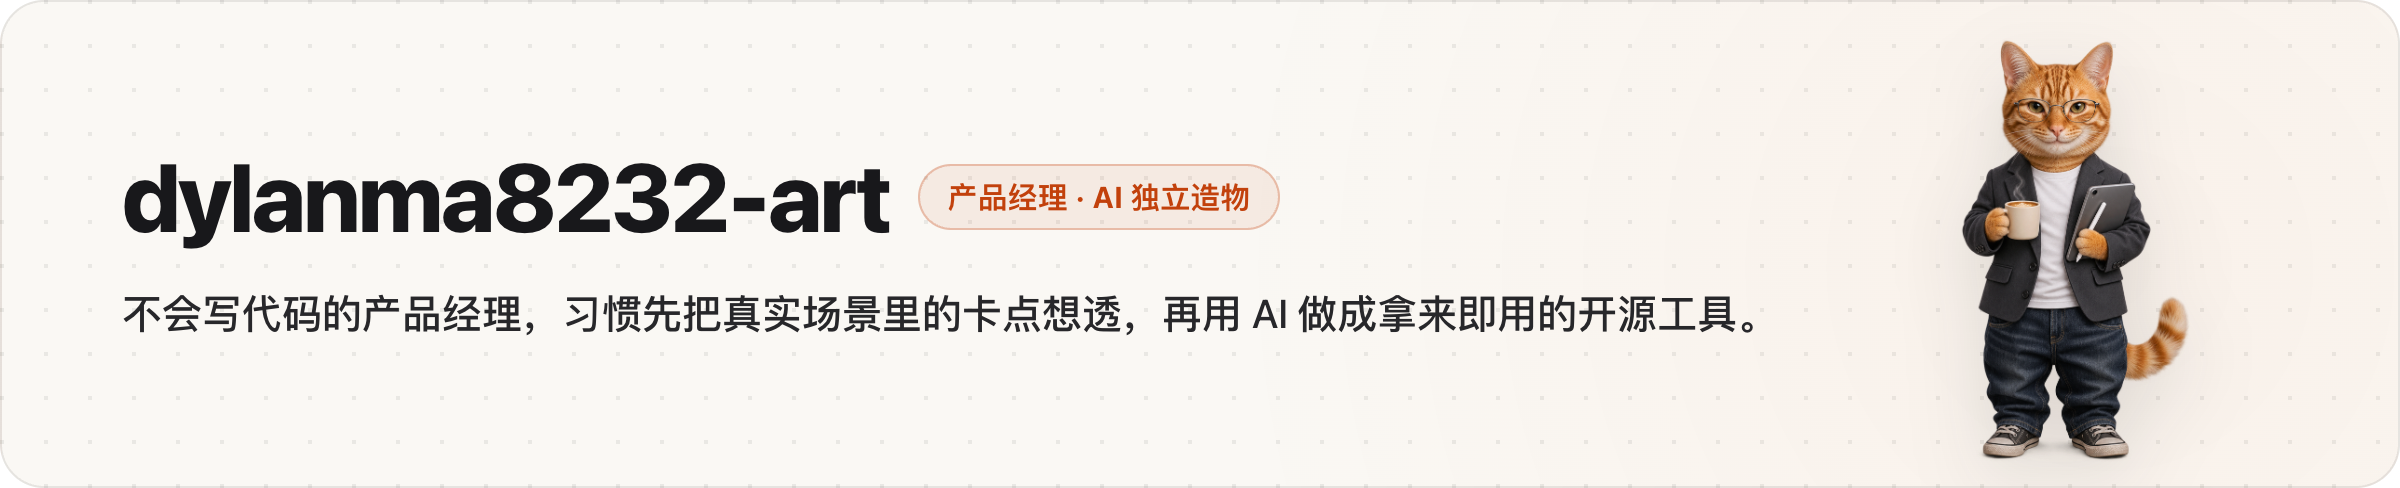 dylanma8232-art
产品经理 · AI 独立造物
不会写代码的产品经理，习惯先把真实场景里的卡点想透，再用 AI 做成拿来即用的开源工具。